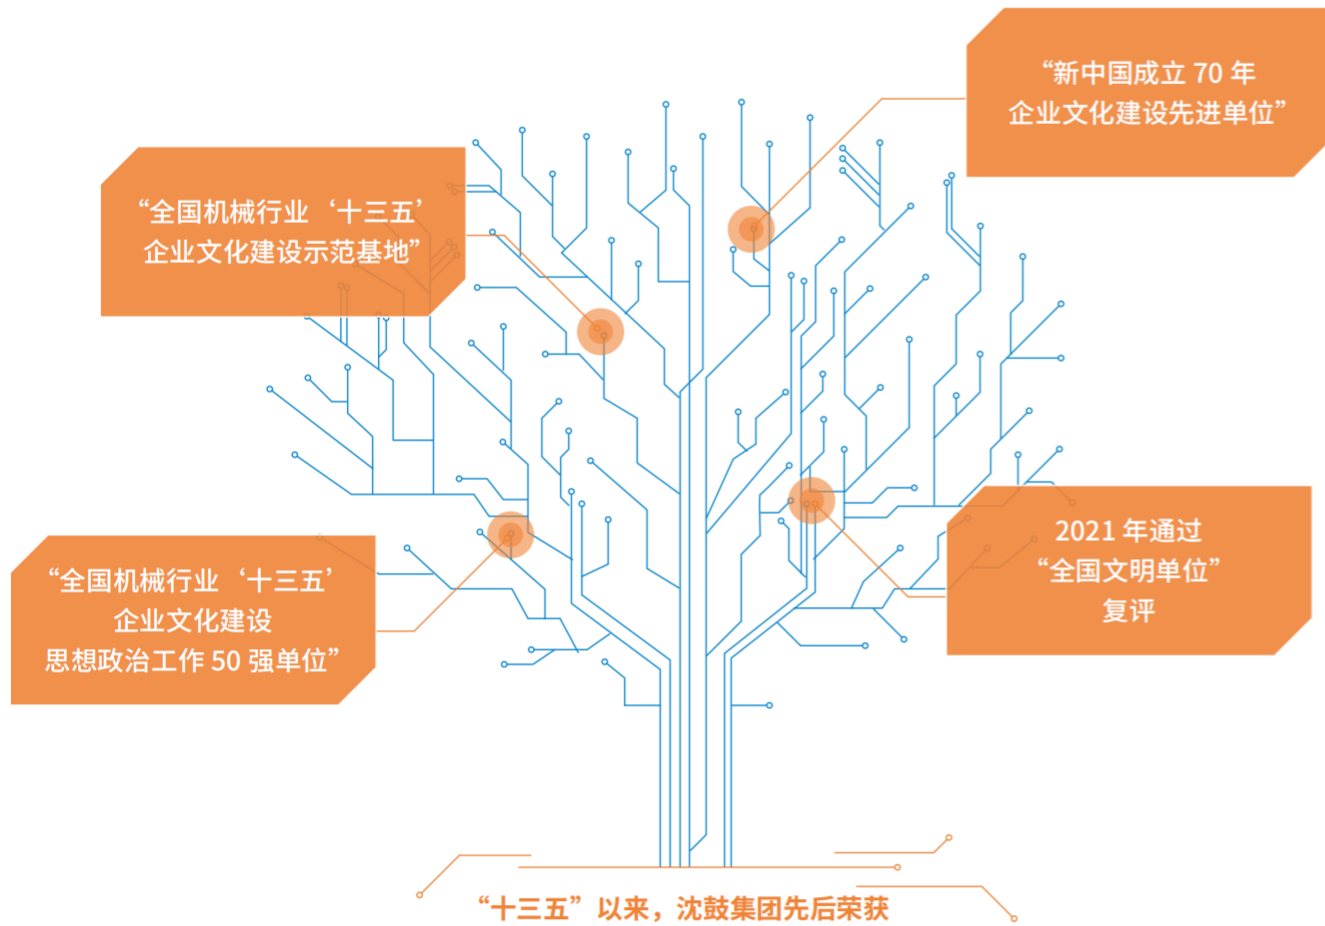 “新中国成立 70 年
企业文化建设先进单位”
“全国机械行业‘十三五’
企业文化建设示范基地”
2021 年通过
“全国文明单位”
复评
“全国机械行业‘十三五’
企业文化建设
思想政治工作 50 强单位”
“十三五”以来，沈鼓集团先后荣获